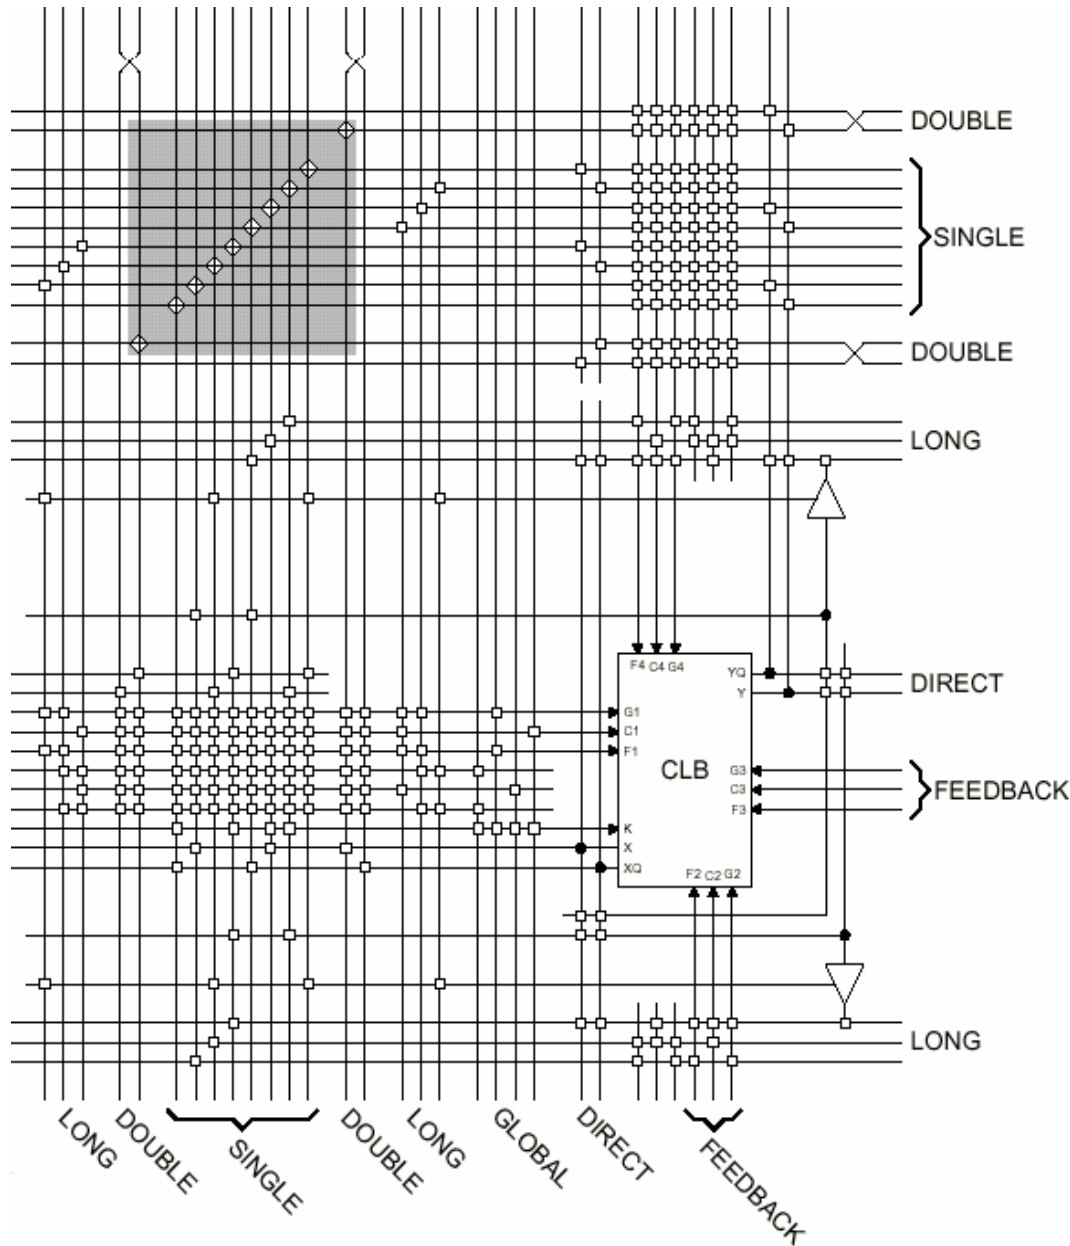 DOUBLE
SINGLE
DOUBLE
LONG
F4 C4 G4
YQ
Y
DIRECT
G1
C1
F1
CLB
G3
C3
F3
FEEDBACK
K
X
XQ
F2 C2 G2
LONG
LONG
DOUBLE
SINGLE
DOUBLE
LONG
GLOBAL
DIRECT
FEEDBACK